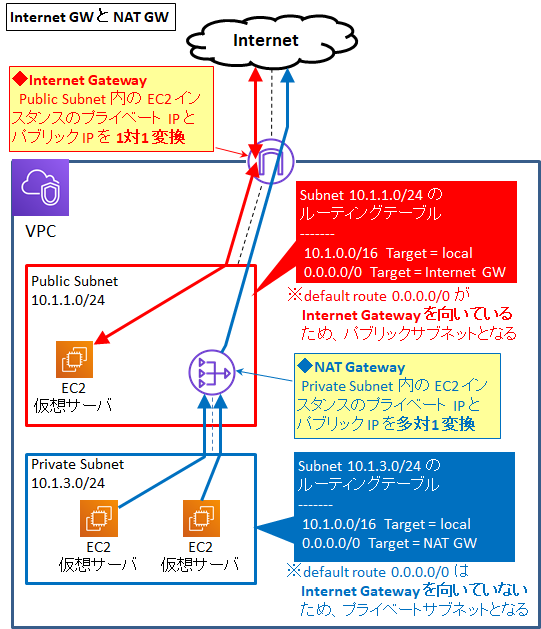 Internet GWとNAT GW
Internet
◆Internet Gateway
Public Subnet 内の EC2 イン
スタンスのプライベート IP と
パブリック IP を 1対1 変換
VPC
Subnet 10.1.1.0/24 の
ルーティングテーブル
-------
10.1.0.0/16 Target = local
0.0.0.0/0 Target = Internet GW
※default route 0.0.0.0/0 が
Internet Gateway を向いている
ため、パブリックサブネットとなる
Public Subnet
10.1.1.0/24
EC2
仮想サーバ
◆NAT Gateway
Private Subnet 内の EC2 イン
スタンスのプライベート IP と
パブリック IP を多対1 変換
Private Subnet
10.1.3.0/24
EC2
仮想サーバ
EC2
仮想サーバ
Subnet 10.1.3.0/24 の
ルーティングテーブル
-------
10.1.0.0/16 Target = local
0.0.0.0/0 Target = NAT GW
※default route 0.0.0.0/0 は
Internet Gateway を向いていない
ため、プライベートサブネットとなる